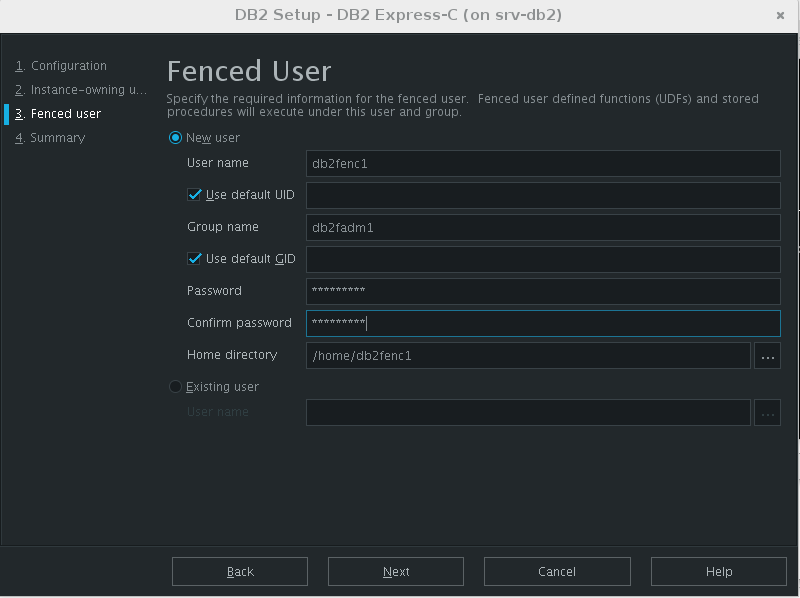 DB2 Setup - DB2 Express-C (on srv-db2)
×
1. Configuration
2. Instance-owning u...
3. Fenced user
4. Summary
Fenced User
Specify the required information for the fenced user.  Fenced user defined functions (UDFs) and stored
procedures will execute under this user and group.
New user
User name db2fenc1
Use default UID
Group name db2fadm1
Use default GID
Password *********
Confirm password *********
Home directory /home/db2fenc1 ...
Existing user
User name ...
Back Next Cancel Help